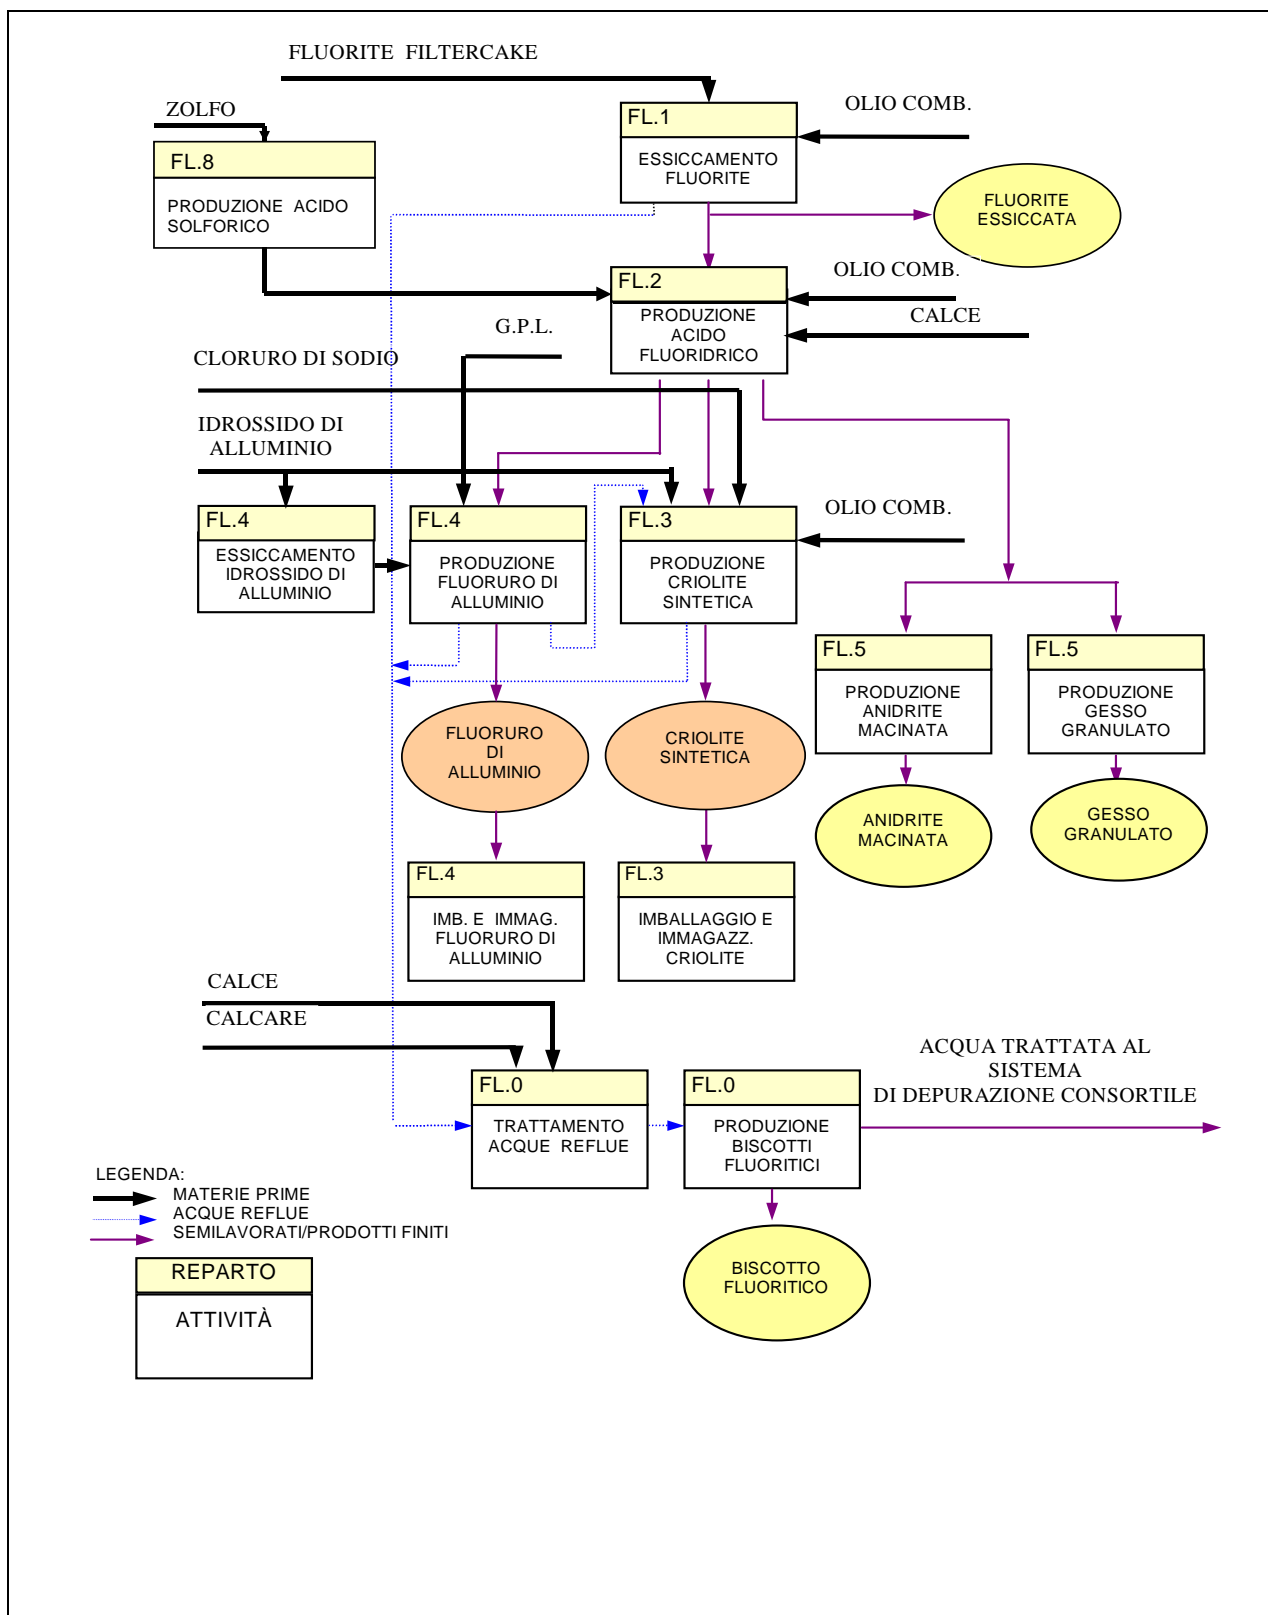 FLUORITE FILTERCAKE
ZOLFO
OLIO COMB.
FL.1
ESSICCAMENTO
FLUORITE
FL.8
PRODUZIONE ACIDO
SOLFORICO
FLUORITE
ESSICCATA
OLIO COMB.
FL.2
PRODUZIONE
ACIDO
FLUORIDRICO
CALCE
G.P.L.
CLORURO DI SODIO
IDROSSIDO DI
ALLUMINIO
OLIO COMB.
FL.4
ESSICCAMENTO
IDROSSIDO DI
ALLUMINIO
FL.4
PRODUZIONE
FLUORURO DI
ALLUMINIO
FL.3
PRODUZIONE
CRIOLITE
SINTETICA
FL.5
PRODUZIONE
ANIDRITE
MACINATA
FL.5
PRODUZIONE
GESSO
GRANULATO
FLUORURO
DI
ALLUMINIO
CRIOLITE
SINTETICA
ANIDRITE
MACINATA
GESSO
GRANULATO
FL.4
IMB. E IMMAG.
FLUORURO DI
ALLUMINIO
FL.3
IMBALLAGGIO E
IMMAGAZZ.
CRIOLITE
CALCE
CALCARE
ACQUA TRATTATA AL
SISTEMA
DI DEPURAZIONE CONSORTILE
FL.0
TRATTAMENTO
ACQUE REFLUE
FL.0
PRODUZIONE
BISCOTTI
FLUORITICI
LEGENDA:
MATERIE PRIME
ACQUE REFLUE
SEMILAVORATI/PRODOTTI FINITI
REPARTO
ATTIVITÀ
BISCOTTO
FLUORITICO